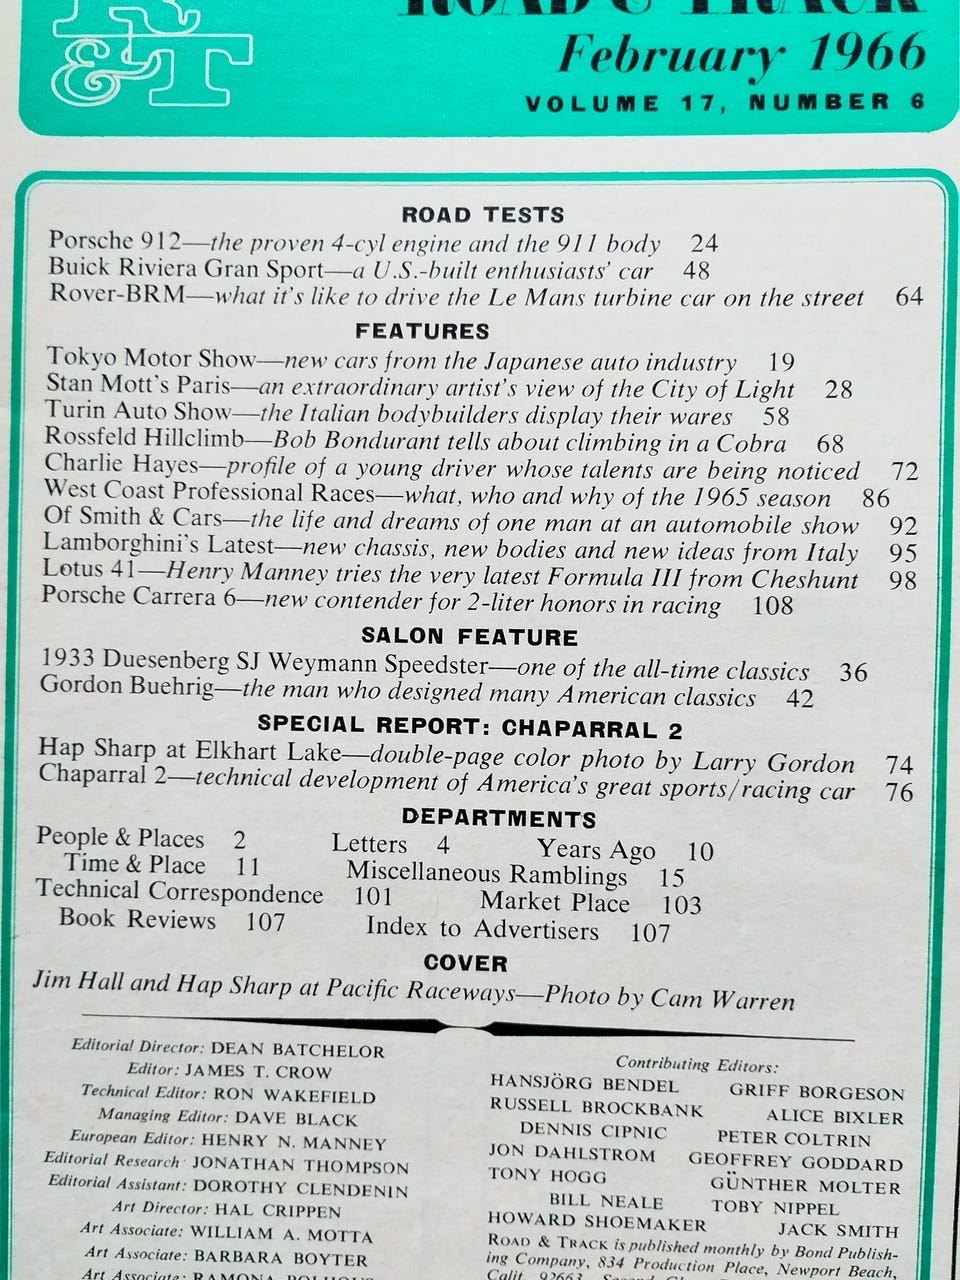 R
&T
ROAD & TRACK
February 1966
VOLUME 17, NUMBER 6
ROAD TESTS
Porsche 912—the proven 4-cyl engine and the 911 body 24
Buick Riviera Gran Sport—a U.S.-built enthusiasts' car 48
Rover-BRM—what it's like to drive the Le Mans turbine car on the street 64
FEATURES
Tokyo Motor Show—new cars from the Japanese auto industry 19
Stan Mott's Paris—an extraordinary artist's view of the City of Light 28
Turin Auto Show—the Italian bodybuilders display their wares 58
Rossfeld Hillclimb—Bob Bondurant tells about climbing in a Cobra 68
Charlie Hayes—profile of a young driver whose talents are being noticed 72
West Coast Professional Races—what, who and why of the 1965 season 86
Of Smith & Cars—the life and dreams of one man at an automobile show 92
Lamborghini's Latest—new chassis, new bodies and new ideas from Italy 95
Lotus 41—Henry Manney tries the very latest Formula III from Cheshunt 98
Porsche Carrera 6—new contender for 2-liter honors in racing 108
SALON FEATURE
1933 Duesenberg SJ Weymann Speedster—one of the all-time classics 36
Gordon Buehrig—the man who designed many American classics 42
SPECIAL REPORT: CHAPARRAL 2
Hap Sharp at Elkhart Lake—double-page color photo by Larry Gordon 74
Chaparral 2—technical development of America's great sports/racing car 76
DEPARTMENTS
People & Places 2 Letters 4 Years Ago 10
Time & Place 11 Miscellaneous Ramblings 15
Technical Correspondence 101 Market Place 103
Book Reviews 107 Index to Advertisers 107
COVER
Jim Hall and Hap Sharp at Pacific Raceways—Photo by Cam Warren
Editorial Director: DEAN BATCHELOR
Editor: JAMES T. CROW
Technical Editor: RON WAKEFIELD
Managing Editor: DAVE BLACK
European Editor: HENRY N. MANNEY
Editorial Research: JONATHAN THOMPSON
Editorial Assistant: DOROTHY CLENDENIN
Art Director: HAL CRIPPEN
Art Associate: WILLIAM A. MOTTA
Art Associate: BARBARA BOYTER
Art Associate: RAMONA
Contributing Editors:
HANSJÖRG BENDEL GRIFF BORGESON
RUSSELL BROCKBANK ALICE BIXLER
DENNIS CIPNIC PETER COLTRIN
JON DAHLSTROM GEOFFREY GODDARD
TONY HOGG GÜNTHER MOLTER
BILL NEALE TOBY NIPPEL
HOWARD SHOEMAKER JACK SMITH
ROAD & TRACK is published monthly by Bond Publish-
ing Company, 834 Production Place, Newport Beach,
Calif. 92663.